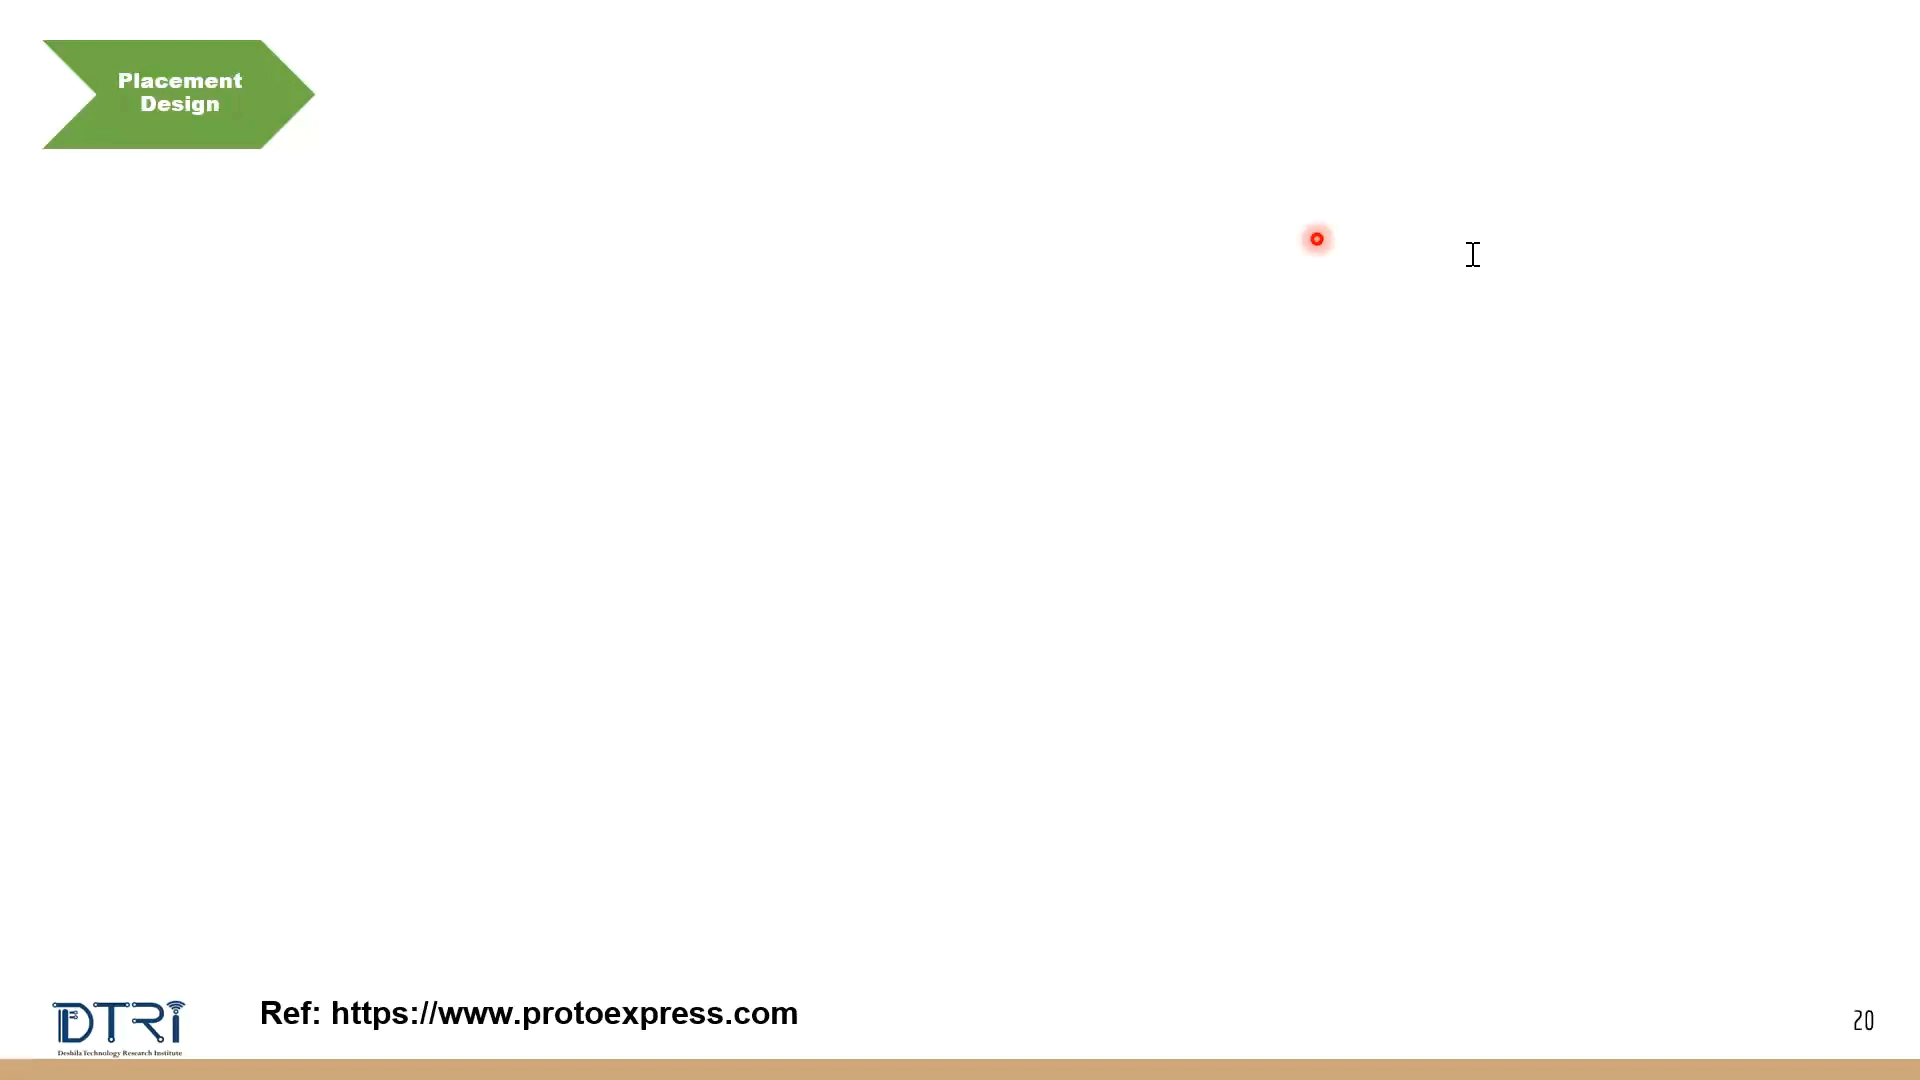 Placement
Design
DTRi
Deshila Technology Research Institute
Ref: https://www.protoexpress.com
20